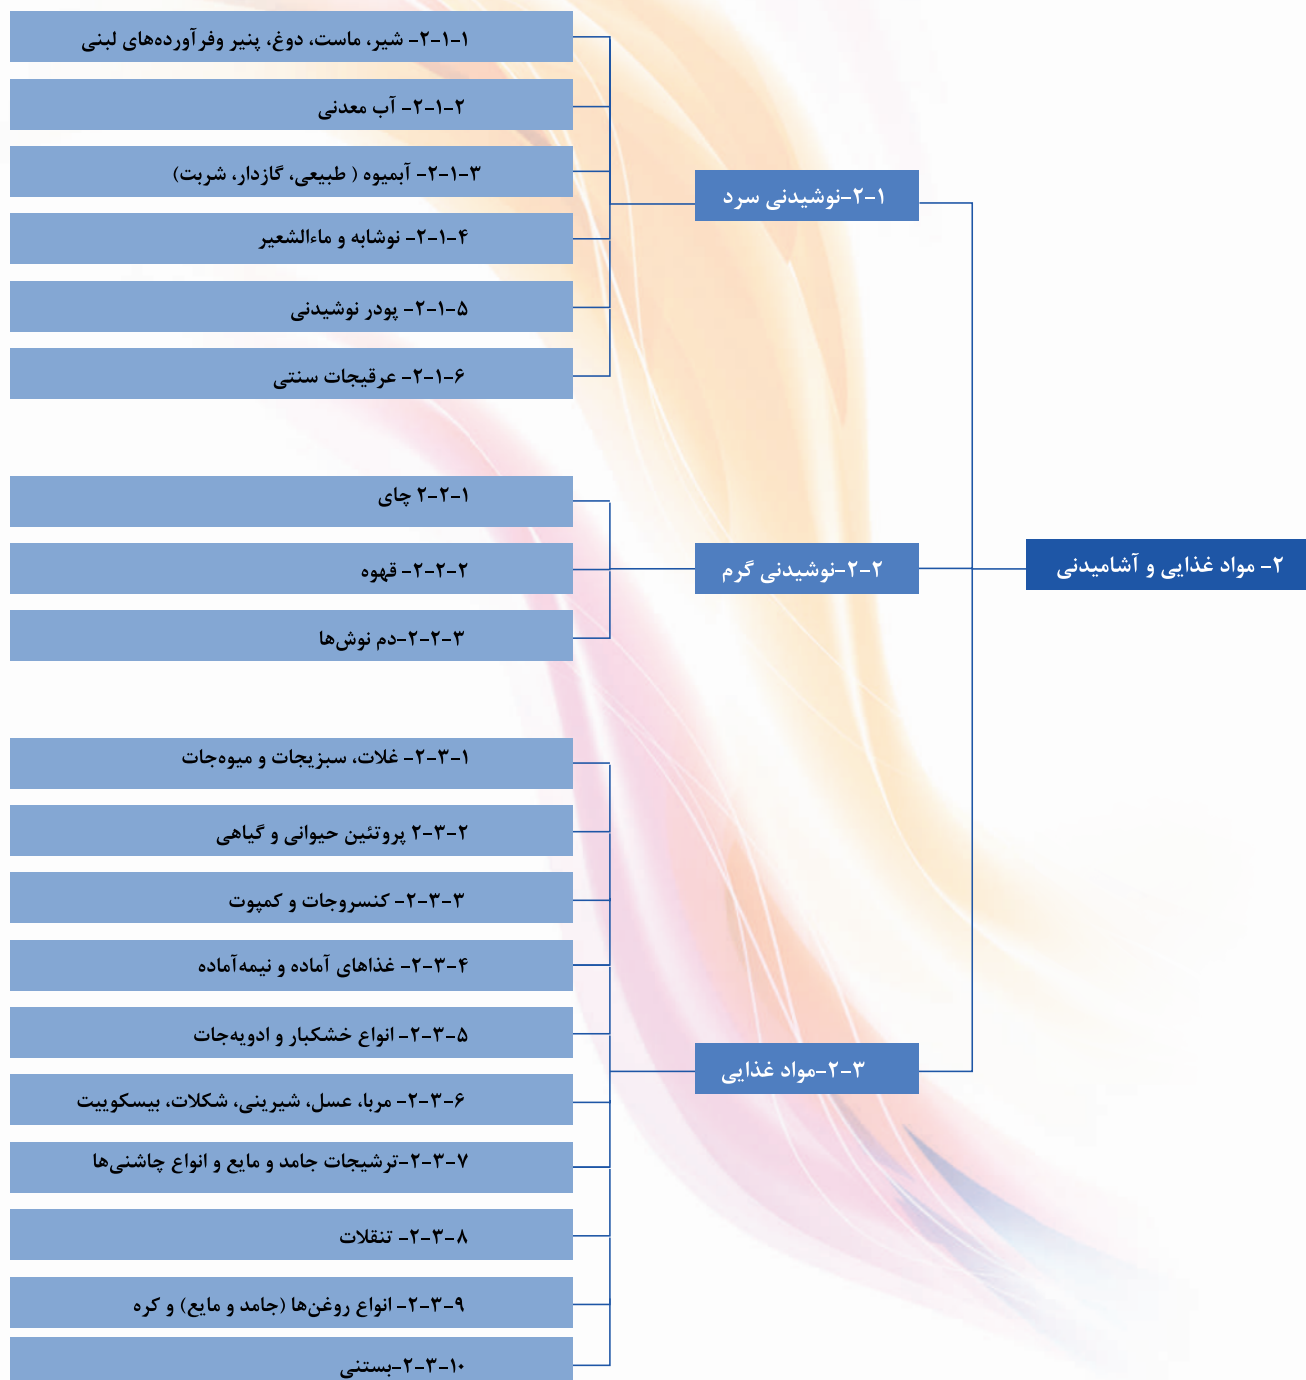 ۲- مواد غذایی و آشامیدنی
۲-۱-نوشیدنی سرد
۲-۱-۱- شیر، ماست، دوغ، پنیر وفرآورده‌های لبنی
۲-۱-۲- آب معدنی
۲-۱-۳- آبمیوه ( طبیعی، گازدار، شربت)
۲-۱-۴- نوشابه و ماءالشعیر
۲-۱-۵- پودر نوشیدنی
۲-۱-۶- عرقیجات سنتی
۲-۲-نوشیدنی گرم
۲-۲-۱ چای
۲-۲-۲- قهوه
۲-۲-۳-دم نوش‌ها
۲-۳-مواد غذایی
۲-۳-۱- غلات، سبزیجات و میوه‌جات
۲-۳-۲ پروتئین حیوانی و گیاهی
۲-۳-۳- کنسروجات و کمپوت
۲-۳-۴- غذاهای آماده و نیمه‌آماده
۲-۳-۵- انواع خشکبار و ادویه‌جات
۲-۳-۶- مربا، عسل، شیرینی، شکلات، بیسکوییت
۲-۳-۷-ترشیجات جامد و مایع و انواع چاشنی‌ها
۲-۳-۸- تنقلات
۲-۳-۹- انواع روغن‌ها (جامد و مایع) و کره
۲-۳-۱۰-بستنی